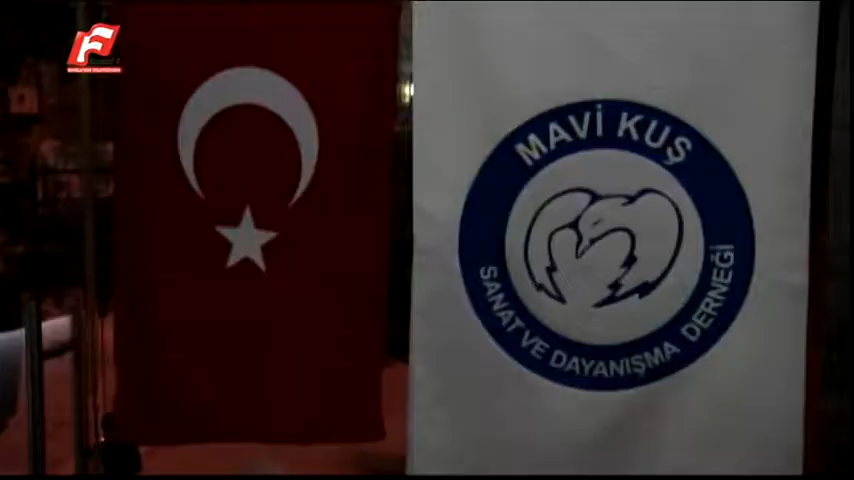 F
MAVİ KUŞ
SANAT VE DAYANIŞMA DERNEĞİ